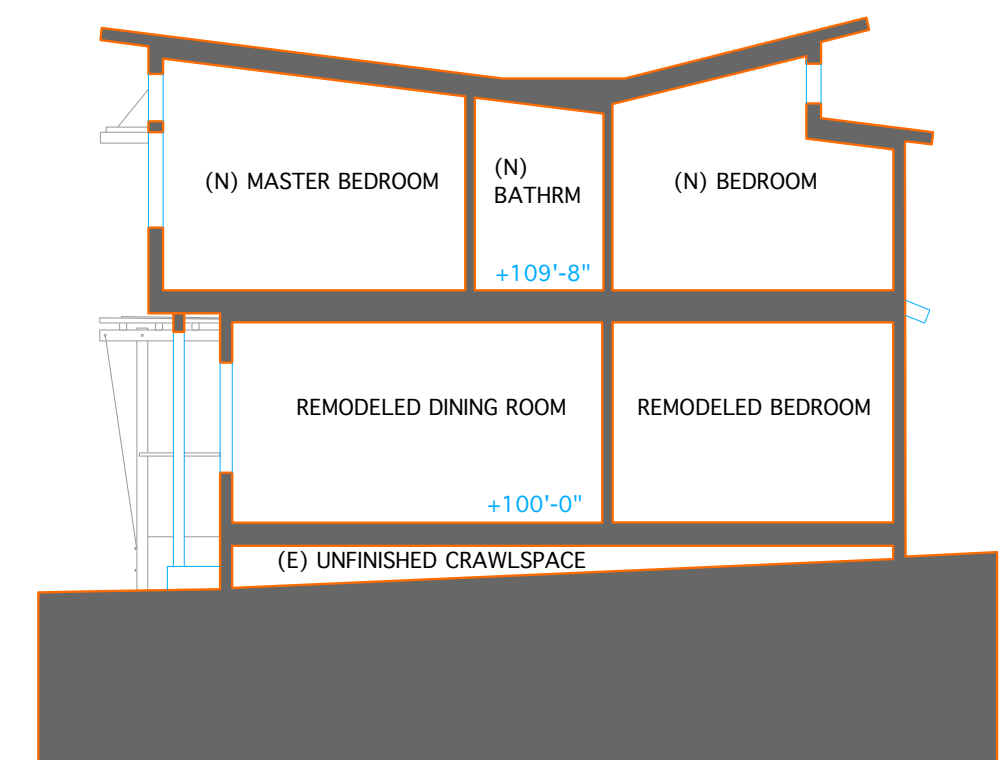 (N) MASTER BEDROOM
(N)
BATHRM
(N) BEDROOM
+109'-8"
REMODELED DINING ROOM
REMODELED BEDROOM
+100'-0"
(E) UNFINISHED CRAWLSPACE